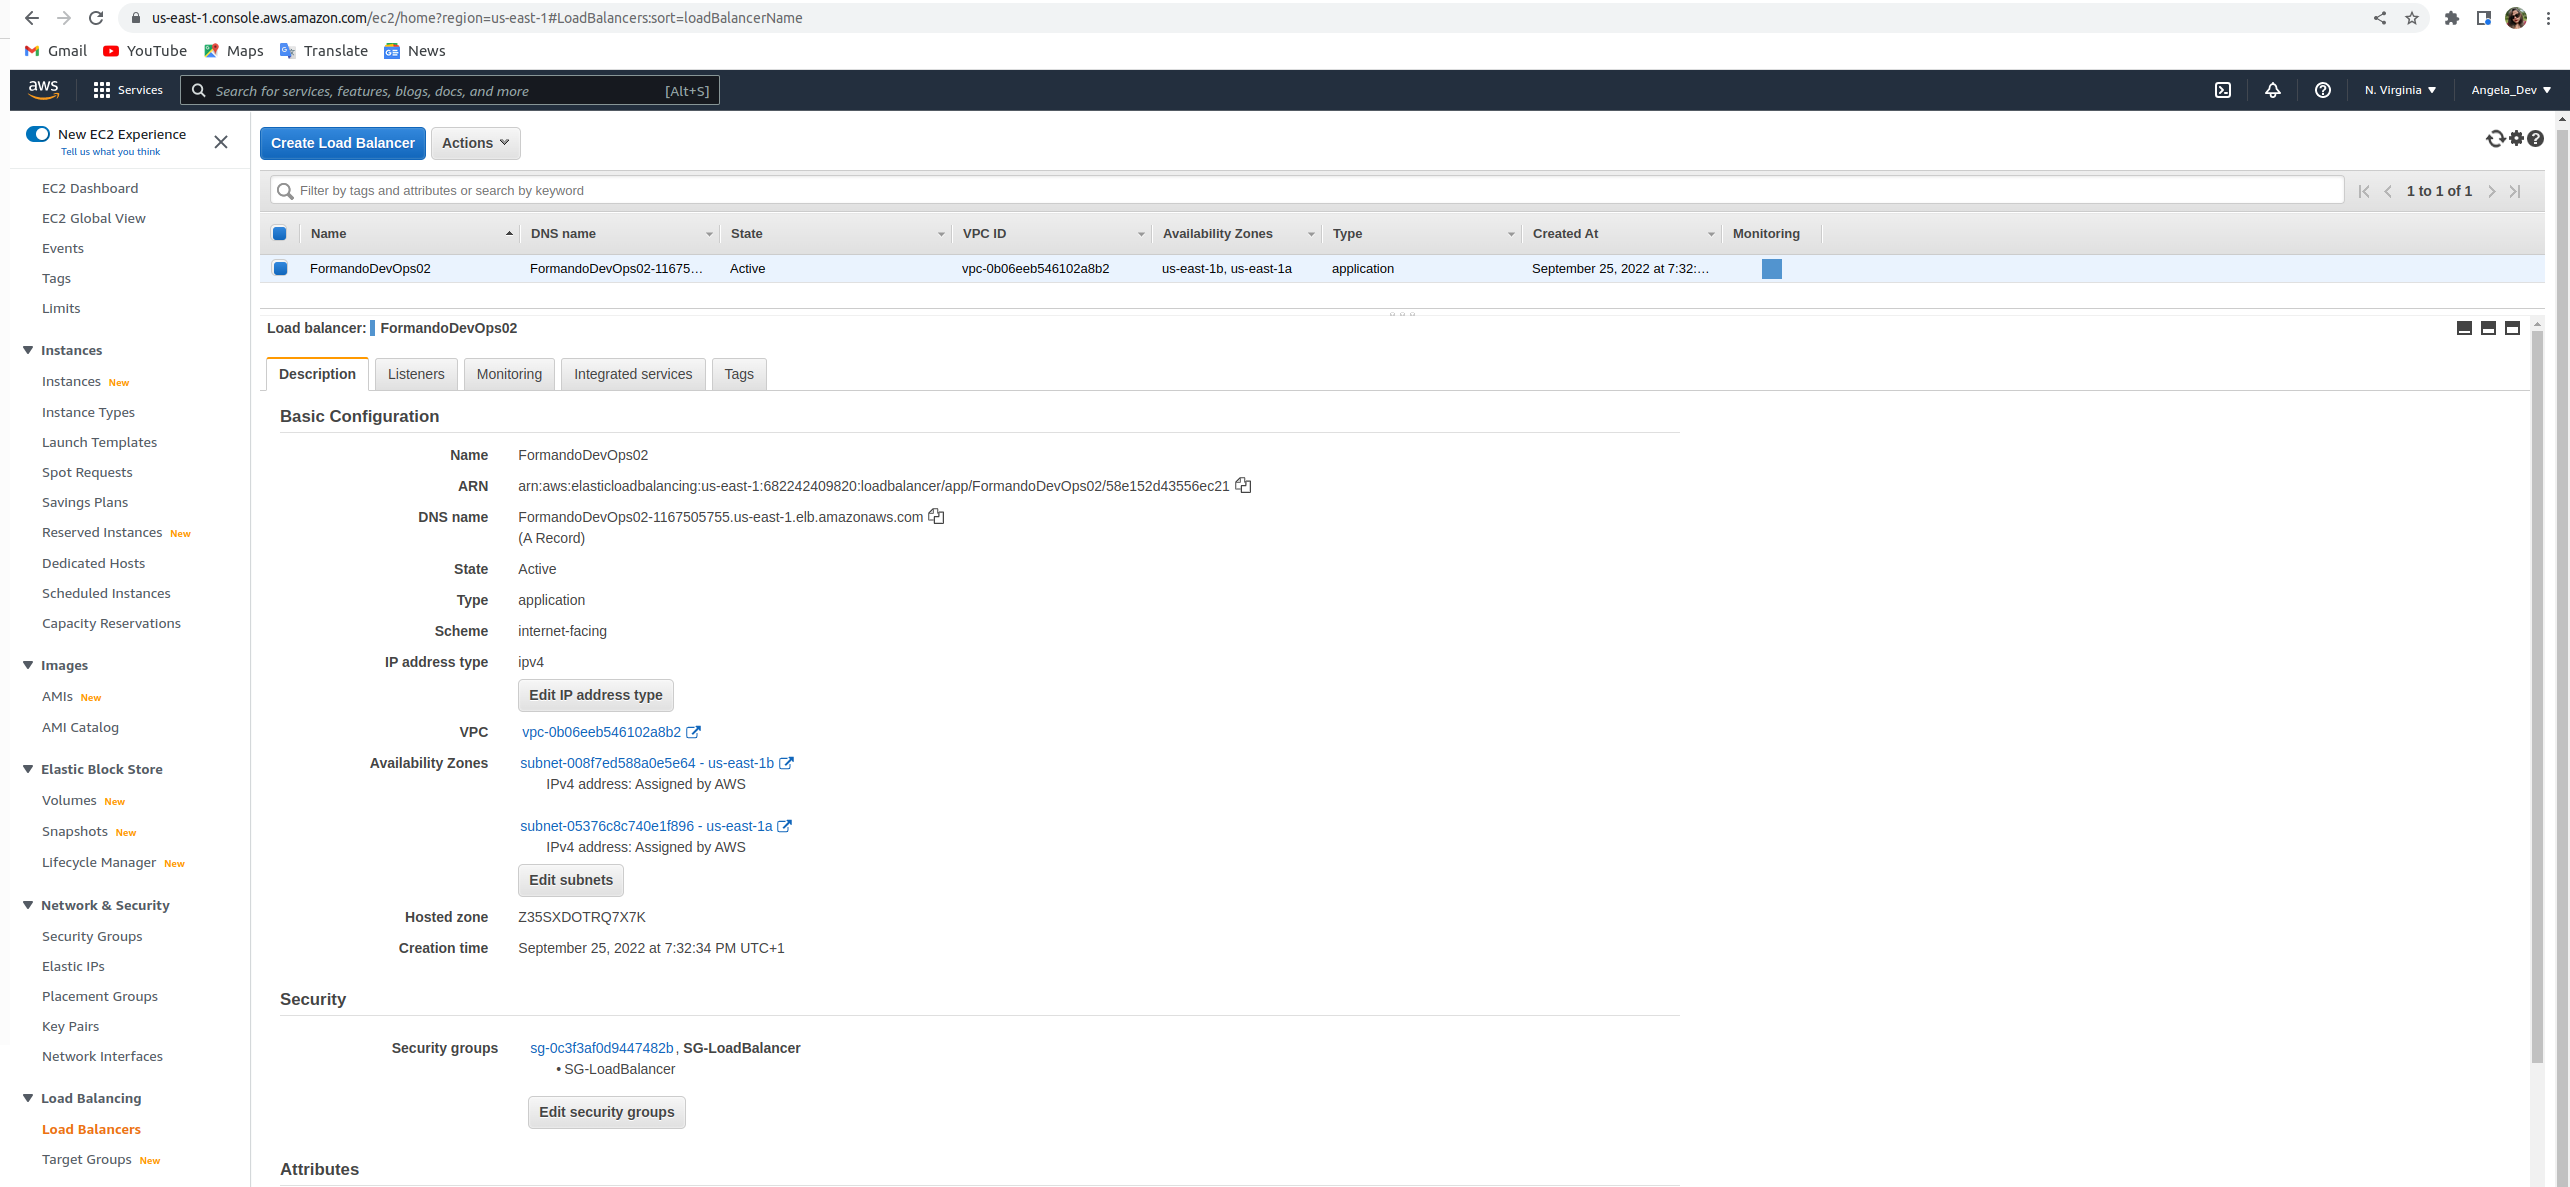 us-east-1.console.aws.amazon.com/ec2/home?region=us-east-1#LoadBalancers:sort=loadBalancerName
Gmail YouTube Maps Translate News
aws Services Search for services, features, blogs, docs, and more [Alt+S] N. Virginia Angela_Dev
New EC2 Experience
Tell us what you think
EC2 Dashboard
EC2 Global View
Events
Tags
Limits
Instances
Instances New
Instance Types
Launch Templates
Spot Requests
Savings Plans
Reserved Instances New
Dedicated Hosts
Scheduled Instances
Capacity Reservations
Images
AMIs New
AMI Catalog
Elastic Block Store
Volumes New
Snapshots New
Lifecycle Manager New
Network & Security
Security Groups
Elastic IPs
Placement Groups
Key Pairs
Network Interfaces
Load Balancing
Load Balancers
Target Groups New
Create Load Balancer Actions
Filter by tags and attributes or search by keyword 1 to 1 of 1
Name DNS name State VPC ID Availability Zones Type Created At Monitoring
FormandoDevOps02 FormandoDevOps02-11675... Active vpc-0b06eeb546102a8b2 us-east-1b, us-east-1a application September 25, 2022 at 7:32:...
Load balancer: FormandoDevOps02
Description Listeners Monitoring Integrated services Tags
Basic Configuration
Name FormandoDevOps02
ARN arn:aws:elasticloadbalancing:us-east-1:682242409820:loadbalancer/app/FormandoDevOps02/58e152d43556ec21
DNS name FormandoDevOps02-1167505755.us-east-1.elb.amazonaws.com
(A Record)
State Active
Type application
Scheme internet-facing
IP address type ipv4
Edit IP address type
VPC vpc-0b06eeb546102a8b2
Availability Zones subnet-008f7ed588a0e5e64 - us-east-1b
IPv4 address: Assigned by AWS
subnet-05376c8c740e1f896 - us-east-1a
IPv4 address: Assigned by AWS
Edit subnets
Hosted zone Z35SXDOTRQ7X7K
Creation time September 25, 2022 at 7:32:34 PM UTC+1
Security
Security groups sg-0c3f3af0d9447482b, SG-LoadBalancer
• SG-LoadBalancer
Edit security groups
Attributes